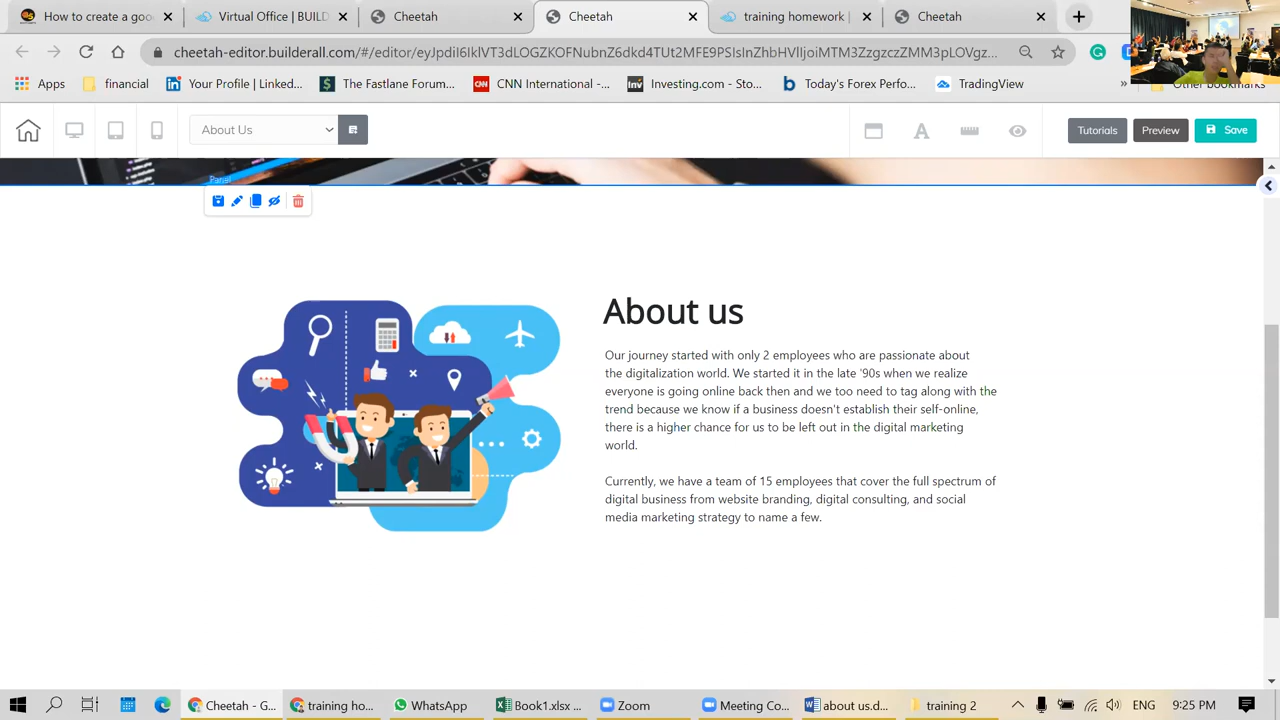 How to create a goo
Virtual Office | BUILD
Cheetah
Cheetah
training homework |
Cheetah
cheetah-editor.builderall.com/#/editor/
Apps
financial
Your Profile | Linked...
The Fastlane Forum...
CNN International -...
Investing.com - Sto...
Today's Forex Perfo...
TradingView
»
Other bookmarks
About Us
Tutorials
Preview
Save
Panel
About us
Our journey started with only 2 employees who are passionate about
the digitalization world. We started it in the late '90s when we realize
everyone is going online back then and we too need to tag along with the
trend because we know if a business doesn't establish their self-online,
there is a higher chance for us to be left out in the digital marketing
world.
Currently, we have a team of 15 employees that cover the full spectrum of
digital business from website branding, digital consulting, and social
media marketing strategy to name a few.
Cheetah - G...
training ho...
WhatsApp
Book1.xlsx ...
Zoom
Meeting Co...
about us.d...
training 2
ENG
9:25 PM